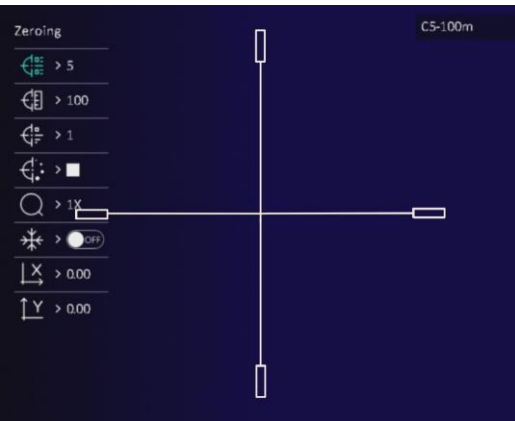 Zeroing
C5-100m
> 5
> 100
> 1
>
> 1X
> OFF
X > 0.00
Y > 0.00